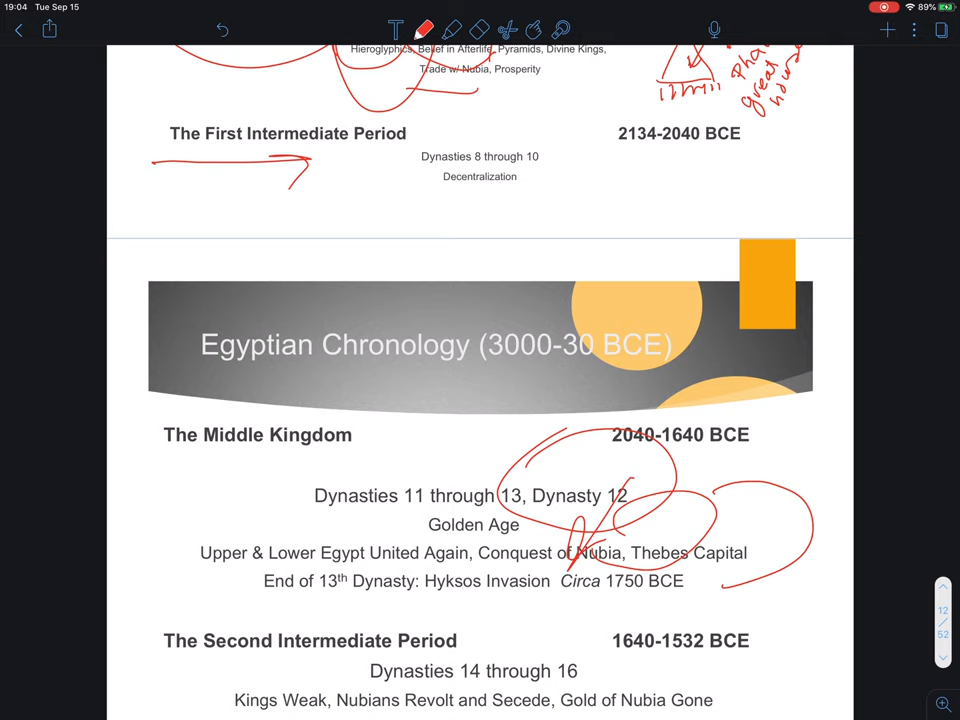 19:04 Tue Sep 15
89%
Hieroglyphics, Belief in Afterlife, Pyramids, Divine Kings,
Trade w/ Nubia, Prosperity
great
The First Intermediate Period 2134-2040 BCE
Dynasties 8 through 10
Decentralization
Egyptian Chronology (3000-30 BCE)
The Middle Kingdom 2040-1640 BCE
Dynasties 11 through 13, Dynasty 12
Golden Age
Upper & Lower Egypt United Again, Conquest of Nubia, Thebes Capital
End of 13th Dynasty: Hyksos Invasion Circa 1750 BCE
12
/
52
The Second Intermediate Period 1640-1532 BCE
Dynasties 14 through 16
Kings Weak, Nubians Revolt and Secede, Gold of Nubia Gone